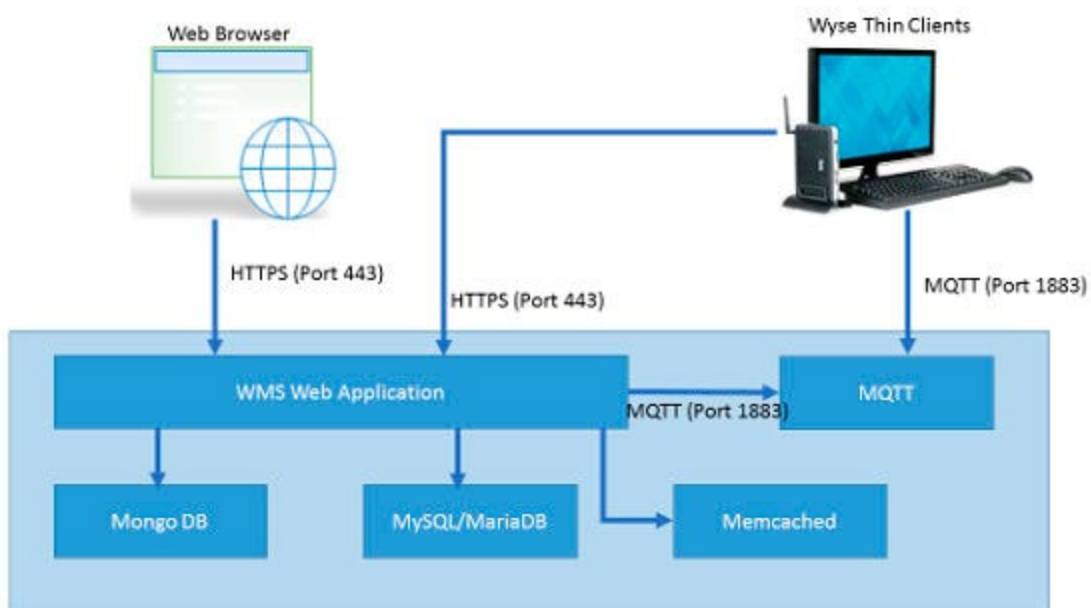 Web Browser
Wyse Thin Clients
HTTPS (Port 443)
HTTPS (Port 443)
MQTT (Port 1883)
WMS Web Application
MQTT (Port 1883)
MQTT
Mongo DB
MySQL/MariaDB
Memcached